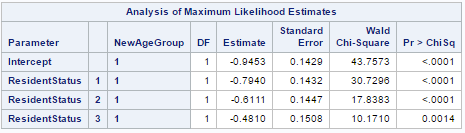 Analysis of Maximum Likelihood Estimates
Parameter NewAgeGroup DF Estimate Standard Error Wald Chi-Square Pr > ChiSq
Intercept 1 1 -0.9453 0.1429 43.7573 <.0001
ResidentStatus 1 1 1 -0.7940 0.1432 30.7296 <.0001
ResidentStatus 2 1 1 -0.6111 0.1447 17.8383 <.0001
ResidentStatus 3 1 1 -0.4810 0.1508 10.1710 0.0014